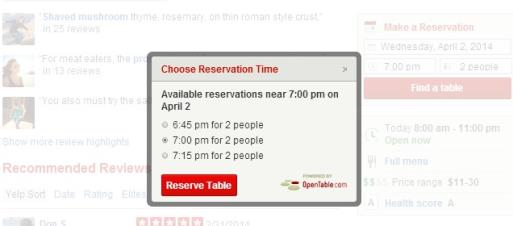 "Shaved mushroom thyme, rosemary, on thin roman style crust."
in 25 reviews
"For meat eaters, the
in 13 reviews
"You also must try the
Show more review highlights
Recommended Reviews
Yelp Sort Date Rating Elites
Don S.
2/21/2014
Choose Reservation Time
×
Available reservations near 7:00 pm on
April 2
6:45 pm for 2 people
7:00 pm for 2 people
7:15 pm for 2 people
Reserve Table
POWERED BY
OpenTable.com
Make a Reservation
Wednesday, April 2, 2014
7:00 pm
2 people
Find a table
Today 8:00 am - 11:00 pm
Open now
Full menu
$$$$ Price range $11-30
A Health score A